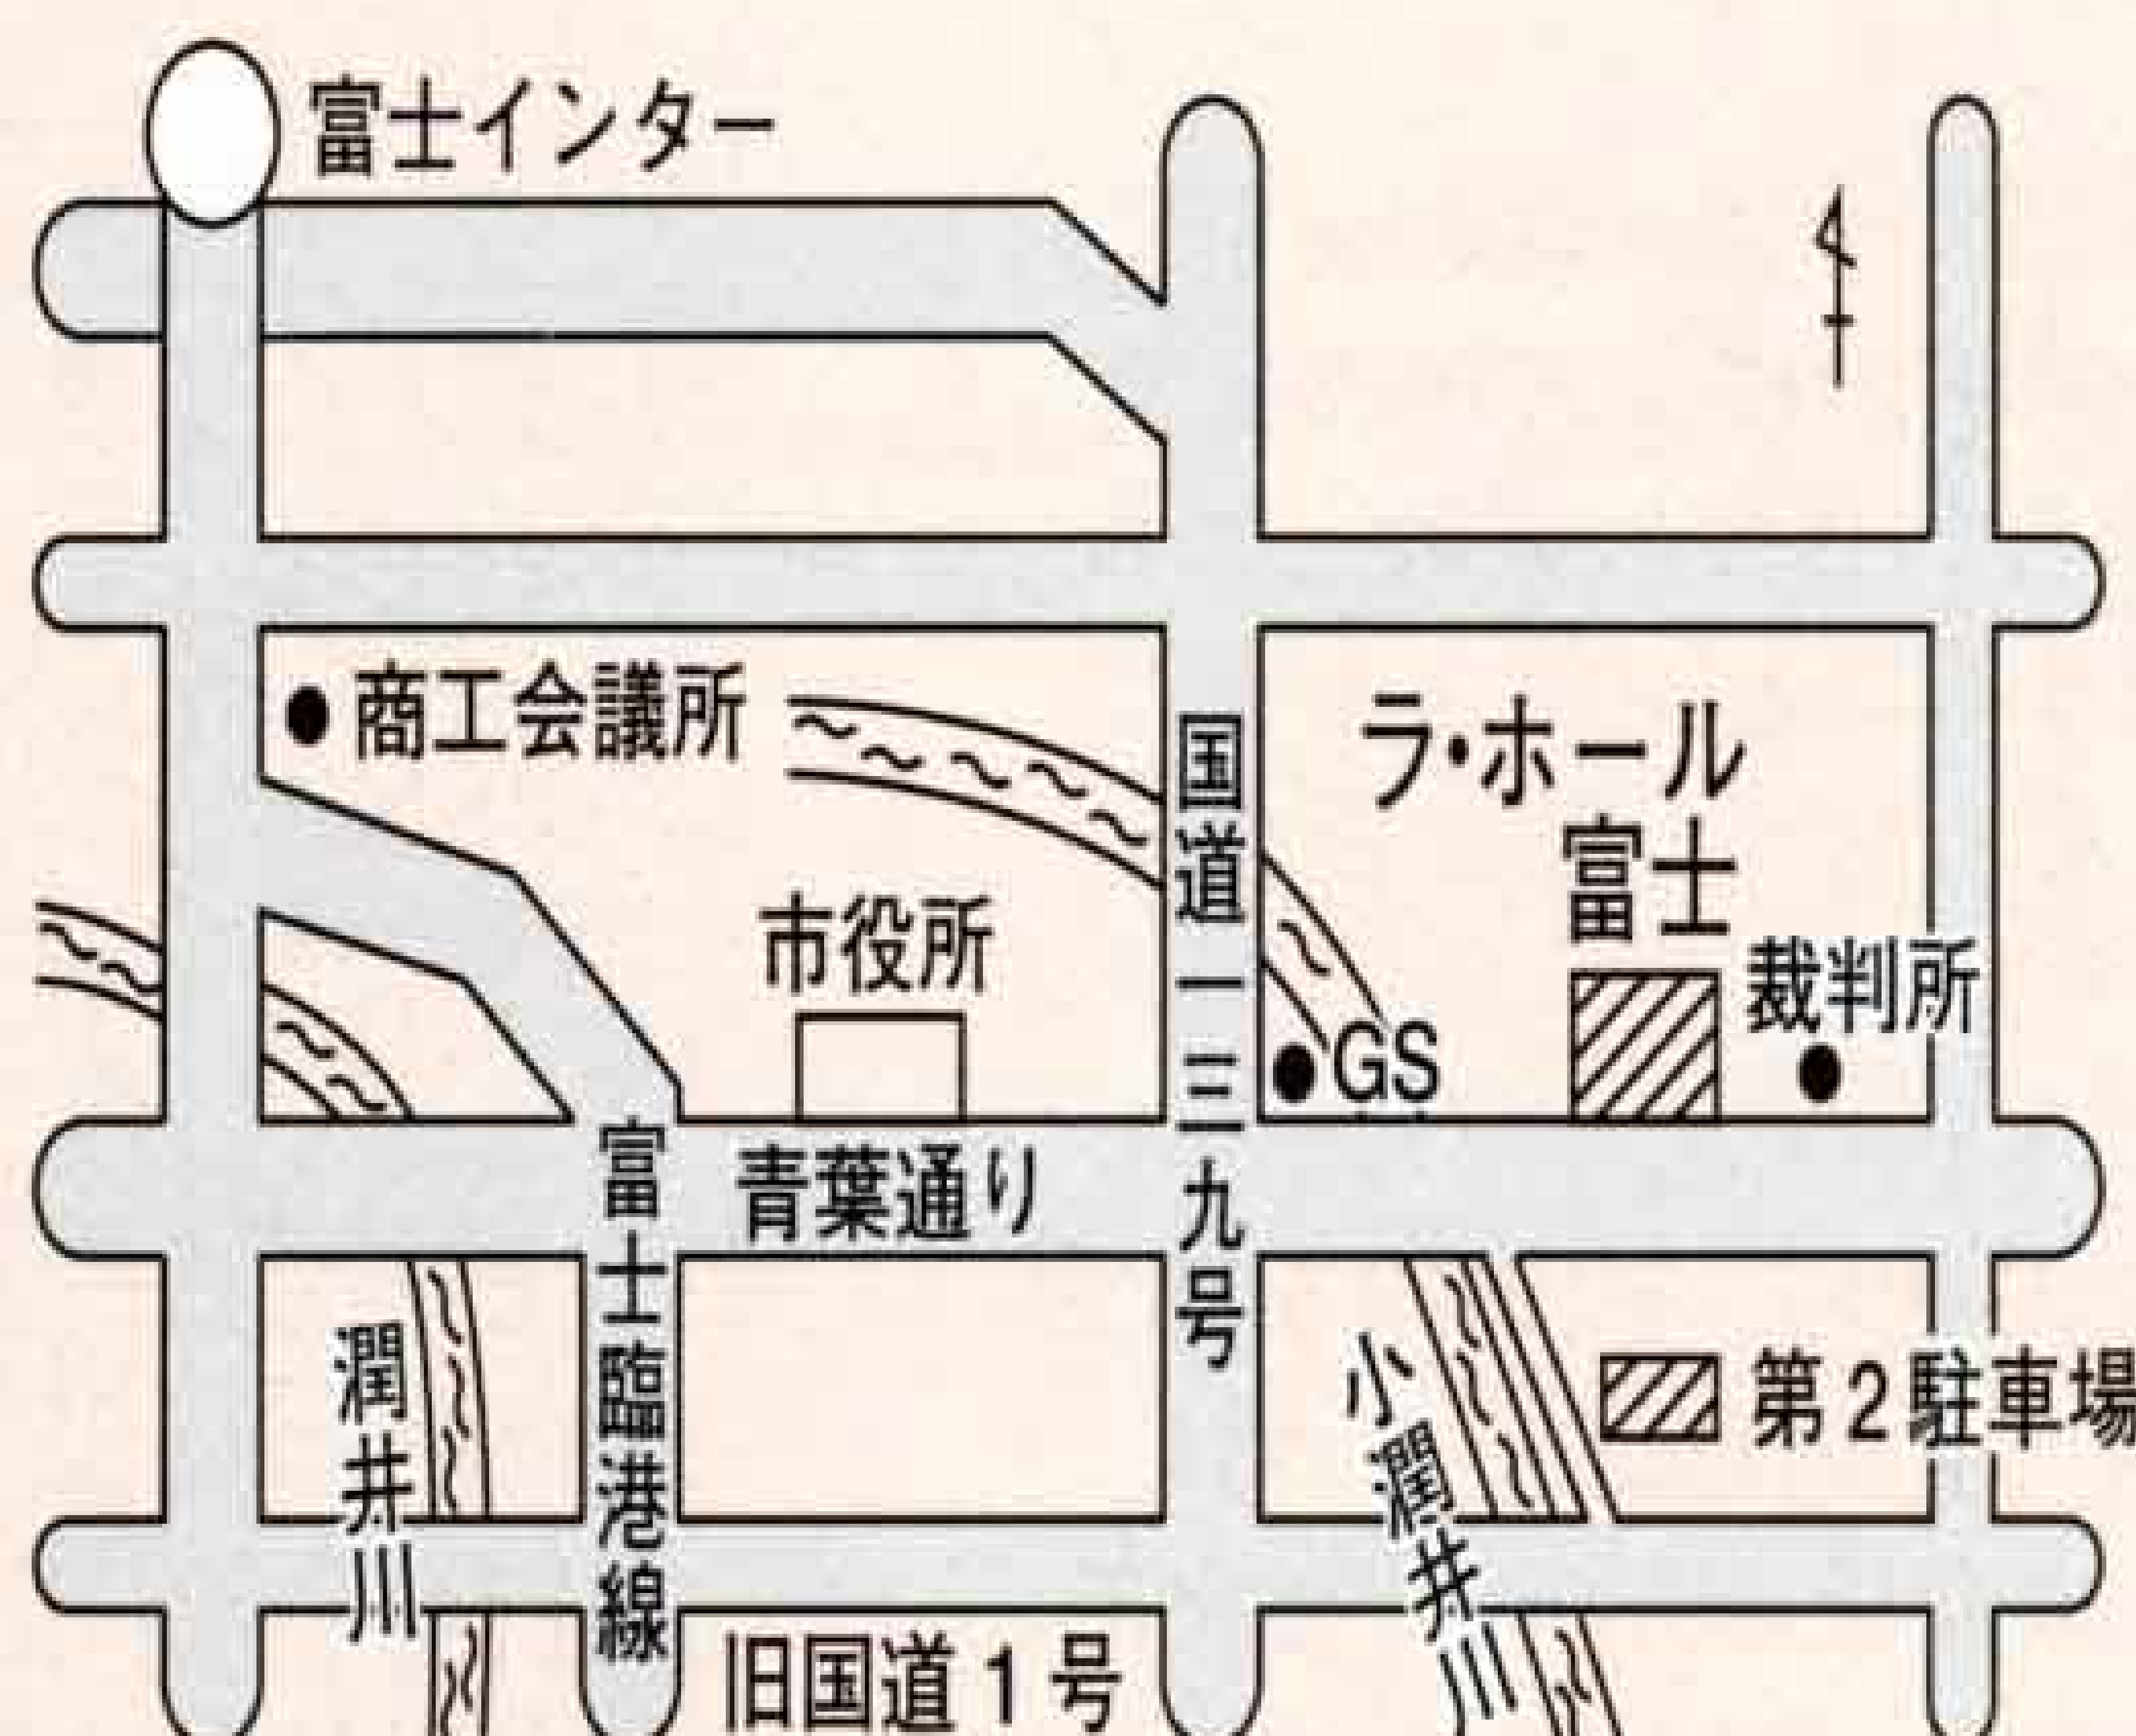 富士インター
商工会議所
国道一三九号
ラ・ホール
富士
市役所
裁判所
GS
青葉通り
富士臨港線
潤井川
小潤井川
第2駐車場
旧国道1号